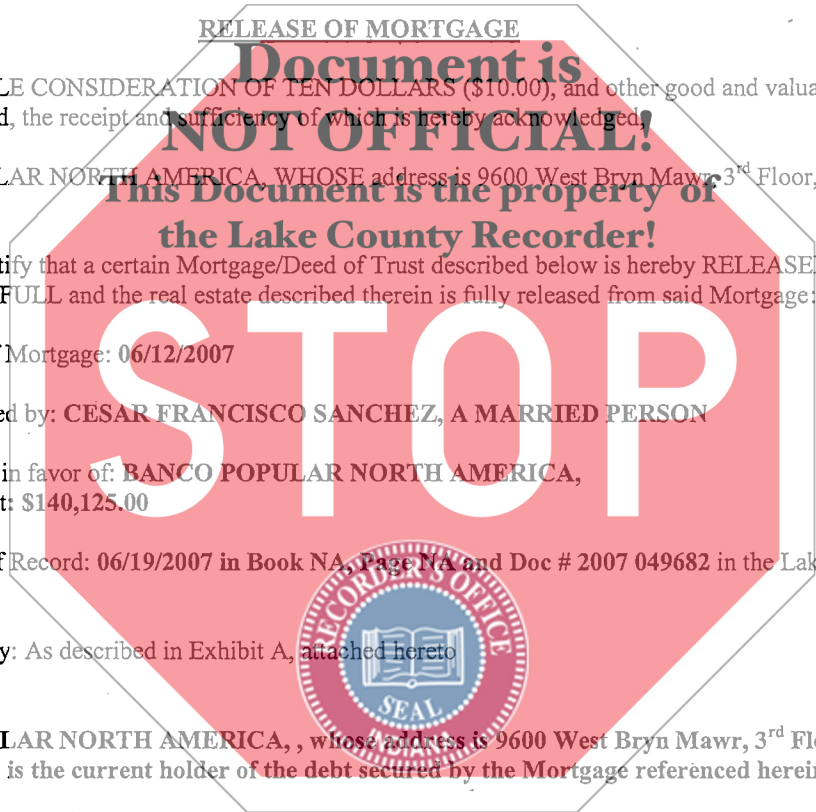 RELEASE OF MORTGAGE
Document is
LE CONSIDERATION OF TEN DOLLARS ($10.00), and other good and valua
d, the receipt and sufficiency of which is hereby acknowledged,
NOT OFFICIAL!
LAR NORTH AMERICA, WHOSE address is 9600 West Bryn Mawr, 3rd Floor,
This Document is the property of
the Lake County Recorder!
tify that a certain Mortgage/Deed of Trust described below is hereby RELEASE
FULL and the real estate described therein is fully released from said Mortgage:
STOP
f Mortgage: 06/12/2007
ed by: CESAR FRANCISCO SANCHEZ, A MARRIED PERSON
in favor of: BANCO POPULAR NORTH AMERICA,
t: $140,125.00
f Record: 06/19/2007 in Book NA, Page NA and Doc # 2007 049682 in the Lak
RECORDER'S OFFICE
SEAL
y: As described in Exhibit A, attached hereto
LAR NORTH AMERICA, , whose address is 9600 West Bryn Mawr, 3rd Flo
is the current holder of the debt secured by the Mortgage referenced herein